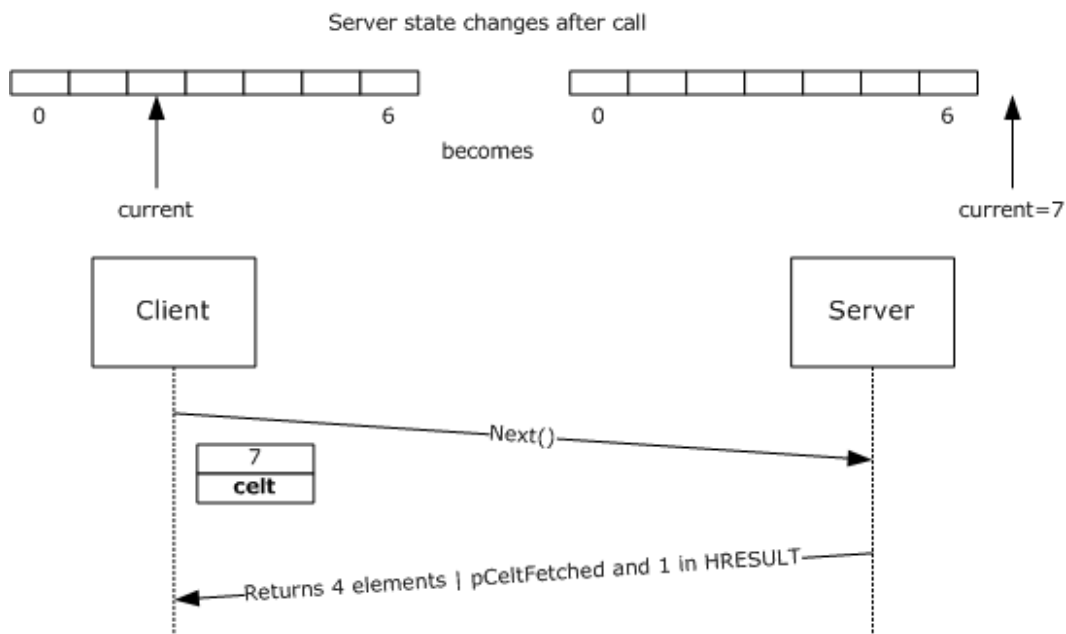 Server state changes after call
0 6 0 6
becomes
current current=7
Client Server
Next()
7
celt
Returns 4 elements | pCeltFetched and 1 in HRESULT